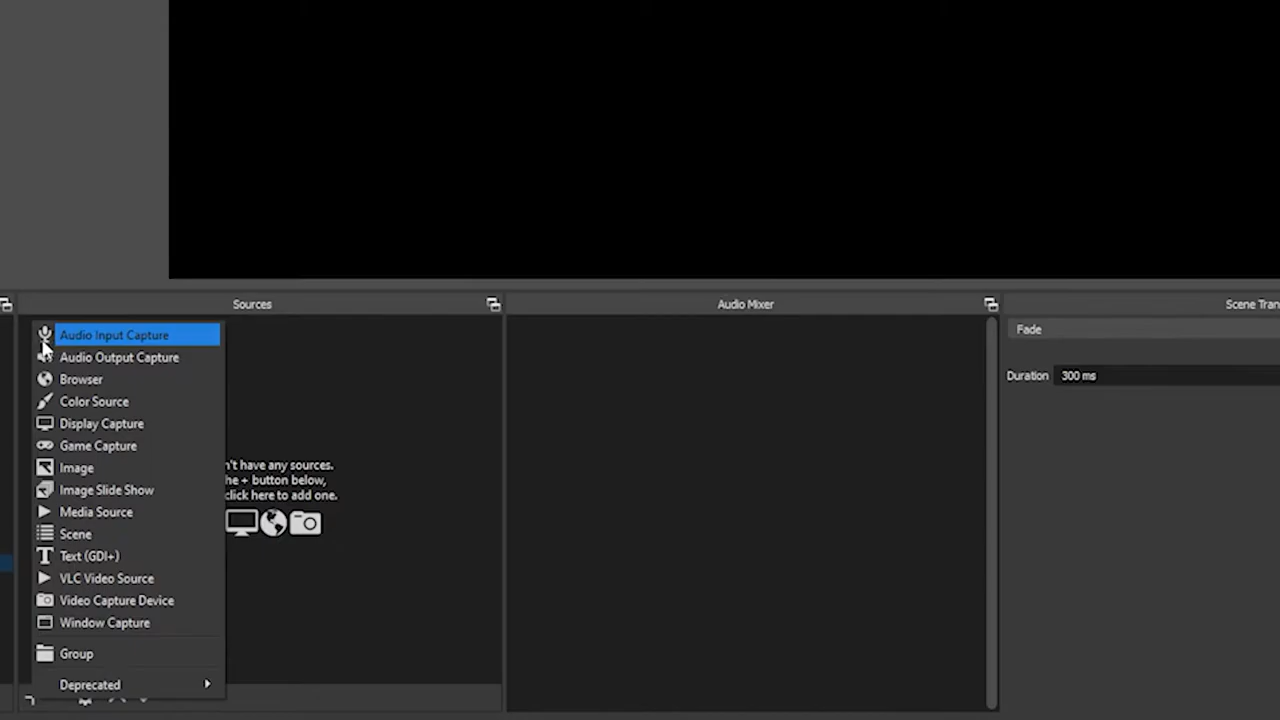 Sources
Audio Mixer
Scene Tran
Audio Input Capture
Audio Output Capture
Browser
Color Source
Display Capture
Game Capture
Image
Image Slide Show
Media Source
Scene
Text (GDI+)
VLC Video Source
Video Capture Device
Window Capture
Group
Deprecated
n't have any sources.
he + button below,
click here to add one.
Fade
Duration
300 ms